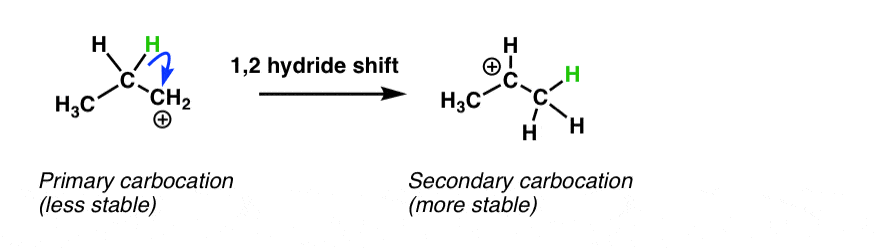 H H
C
H₃C CH₂
⊕
1,2 hydride shift
H
⊕ C H
H₃C C
H H
Primary carbocation
(less stable)
Secondary carbocation
(more stable)